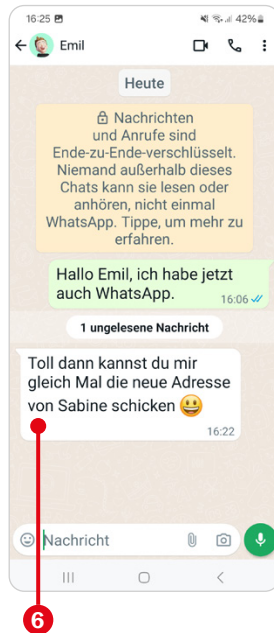 16:25 42%
Emil
Heute
Nachrichten
und Anrufe sind
Ende-zu-Ende-verschlüsselt.
Niemand außerhalb dieses
Chats kann sie lesen oder
anhören, nicht einmal
WhatsApp. Tippe, um mehr zu
erfahren.
Hallo Emil, ich habe jetzt
auch WhatsApp.
16:06
1 ungelesene Nachricht
Toll dann kannst du mir
gleich Mal die neue Adresse
von Sabine schicken 😃
16:22
Nachricht
6